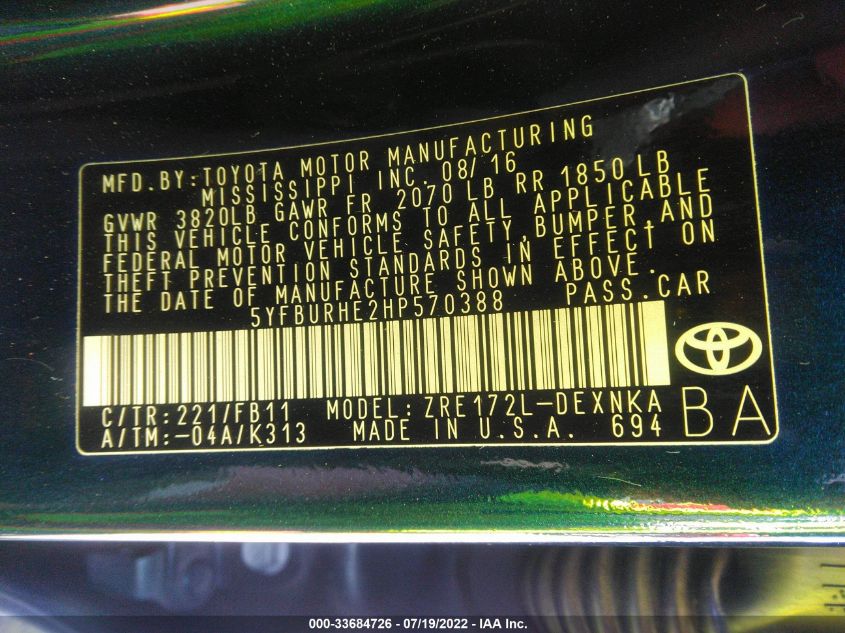 MFD.BY:TOYOTA MOTOR MANUFACTURING
MISSISSIPPI INC. 08/16
GVWR 3820LB GAWR FR 2070 LB RR 1850 LB
THIS VEHICLE CONFORMS TO ALL APPLICABLE
FEDERAL MOTOR VEHICLE SAFETY,BUMPER,AND
THEFT PREVENTION STANDARDS IN EFFECT ON
THE DATE OF MANUFACTURE SHOWN ABOVE.
5YFBURHE2HP570388 PASS.CAR
C/TR:221/FB11 MODEL: ZRE172L-DEXNKA
A/TM:-04A/K313 MADE IN U.S.A. 694
BA
000-33684726 - 07/19/2022 - IAA Inc.